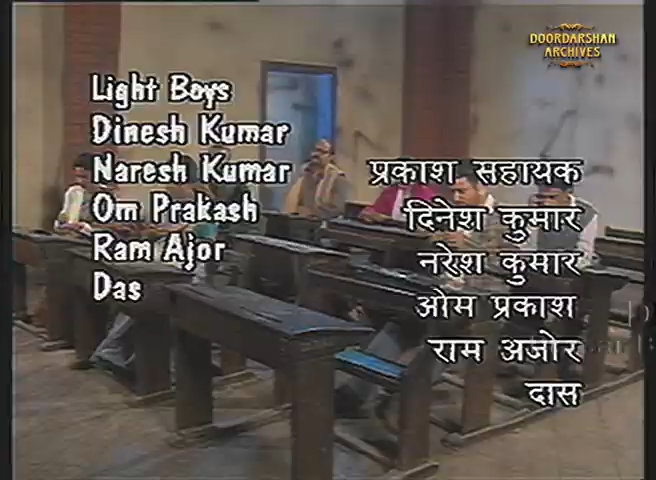 DOORDARSHAN
ARCHIVES
Light Boys
Dinesh Kumar
Naresh Kumar
Om Prakash
Ram Ajor
Das
प्रकाश सहायक
दिनेश कुमार
नरेश कुमार
ओम प्रकाश
राम अजोर
दास